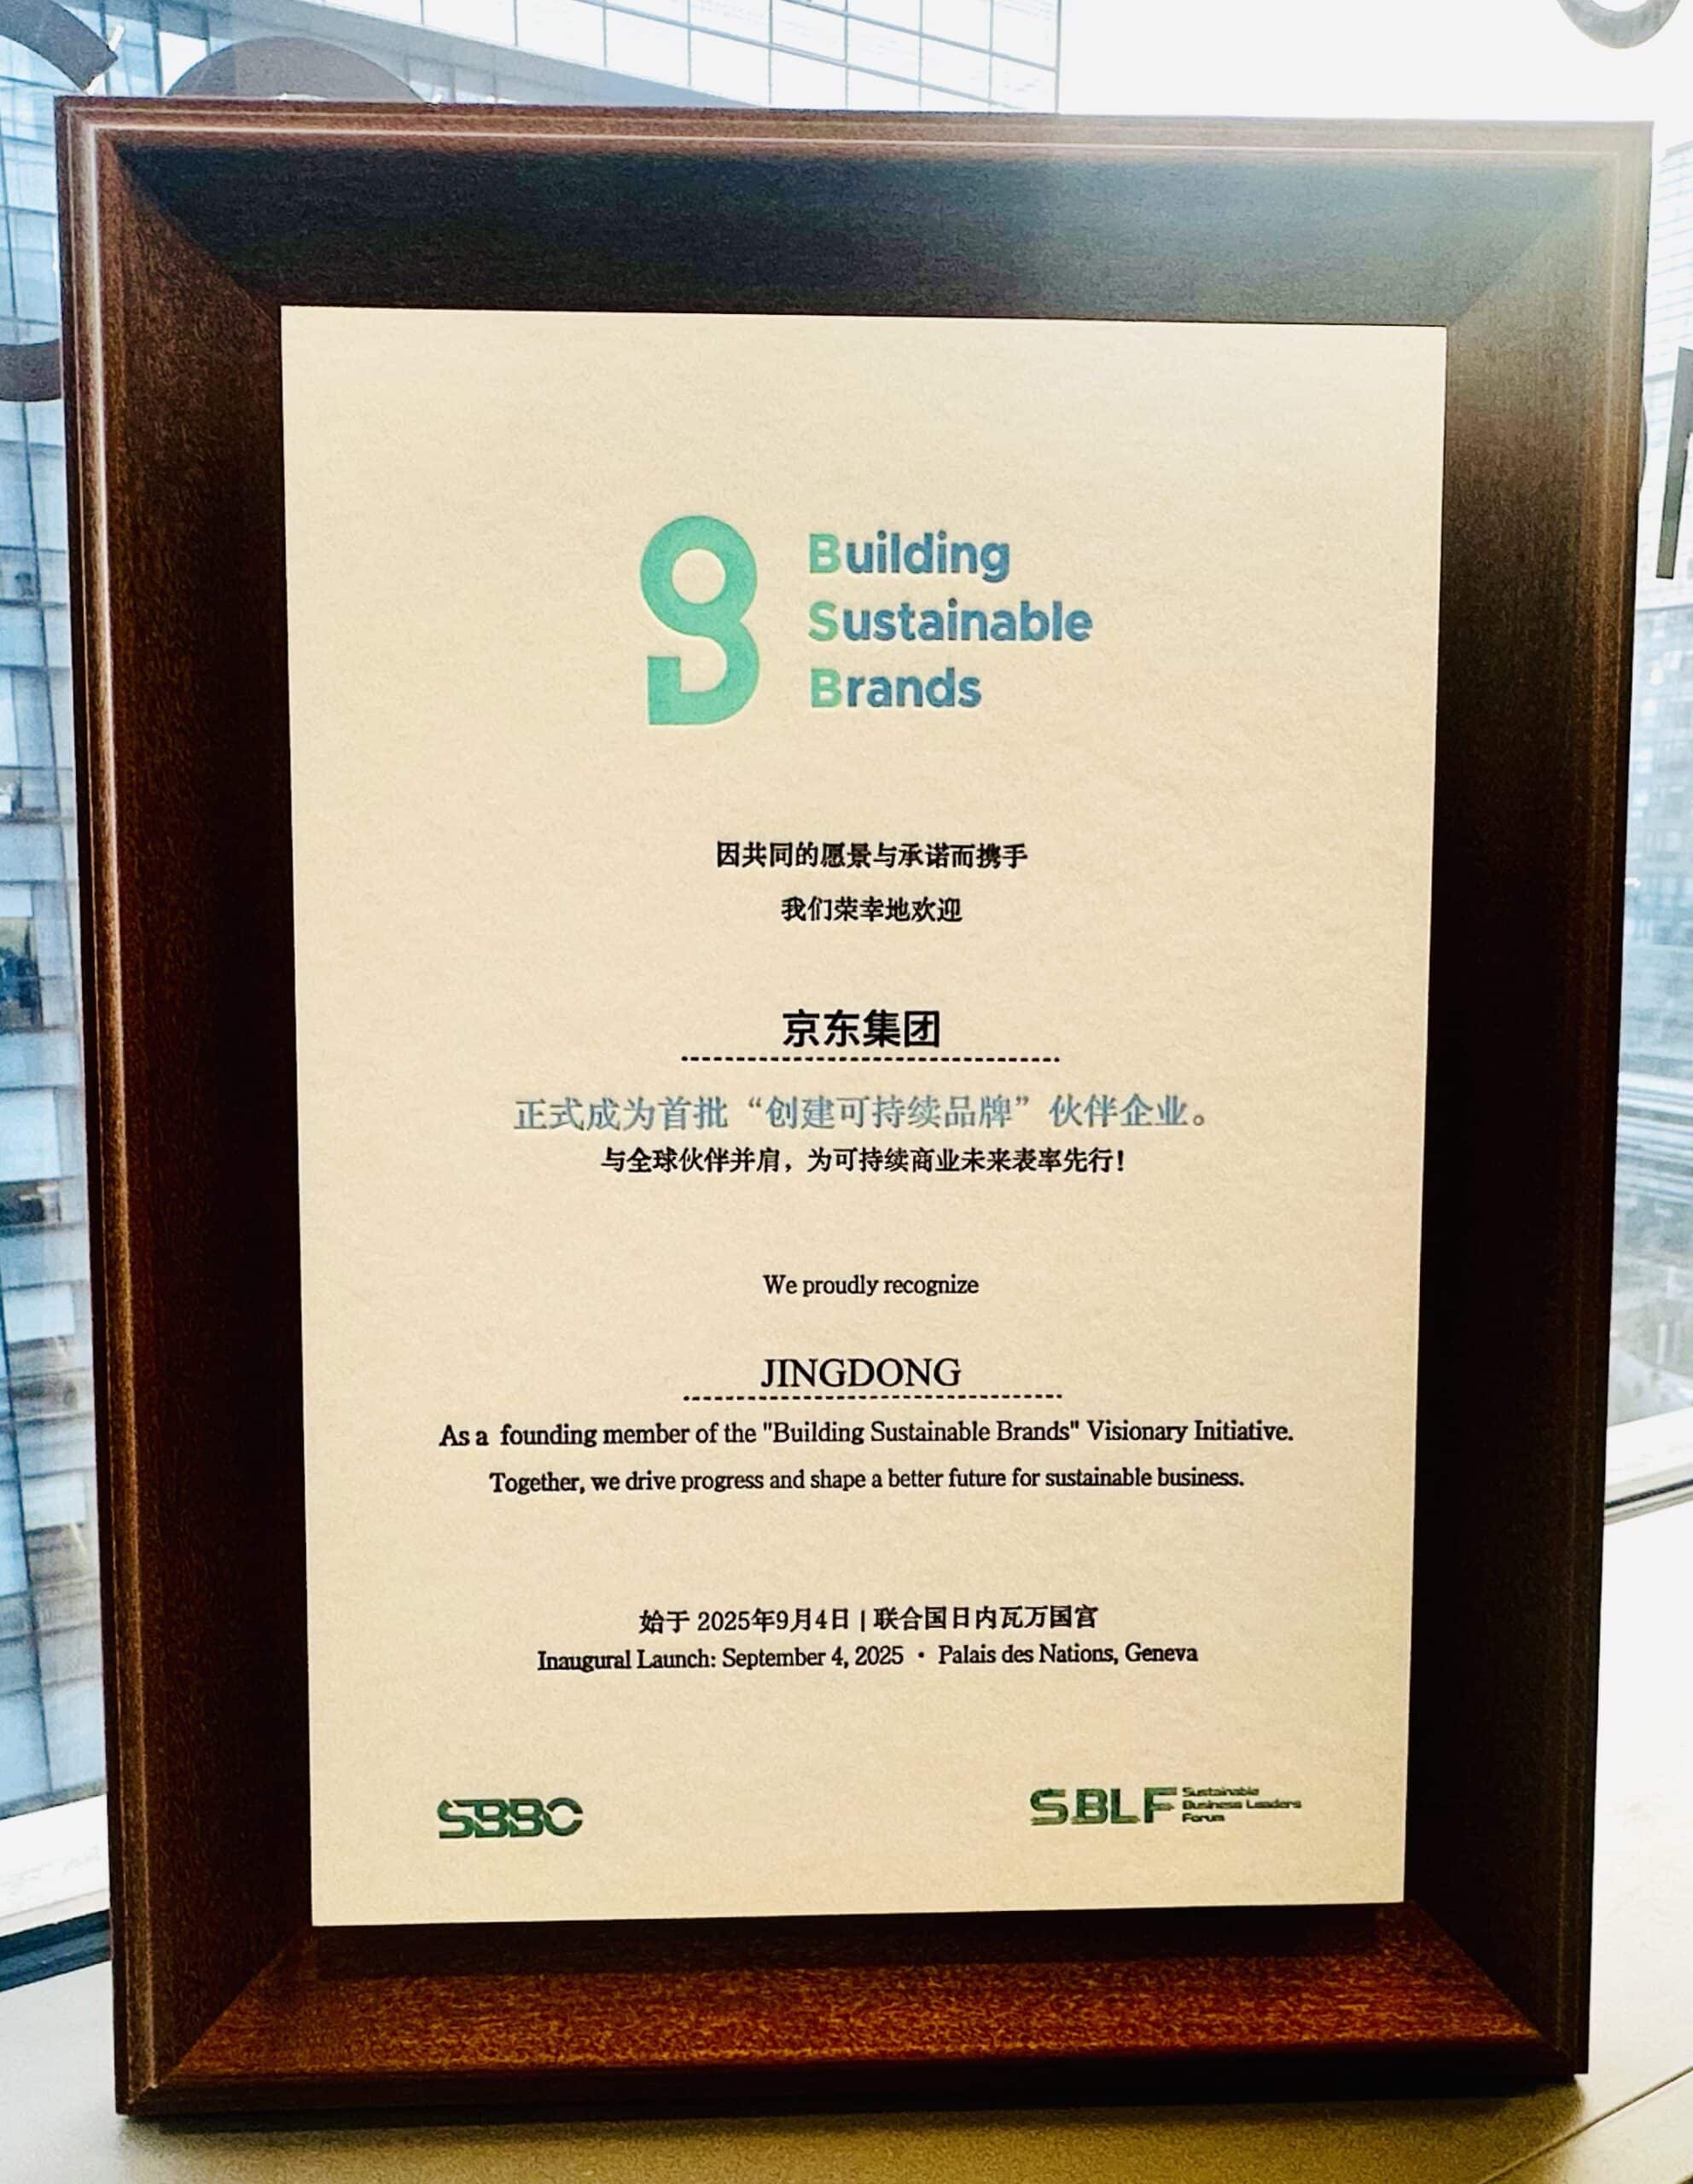 Building
Sustainable
Brands
因共同的愿景与承诺而携手
我们荣幸地欢迎
京东集团
正式成为首批“创建可持续品牌”伙伴企业。
与全球伙伴并肩，为可持续商业未来表率先行！
We proudly recognize
JINGDONG
As a founding member of the "Building Sustainable Brands" Visionary Initiative.
Together, we drive progress and shape a better future for sustainable business.
始于 2025年9月4日 | 联合国日内瓦万国宫
Inaugural Launch: September 4, 2025 · Palais des Nations, Geneva
SBBC
SBLF
Sustainable
Business Leaders
Forum